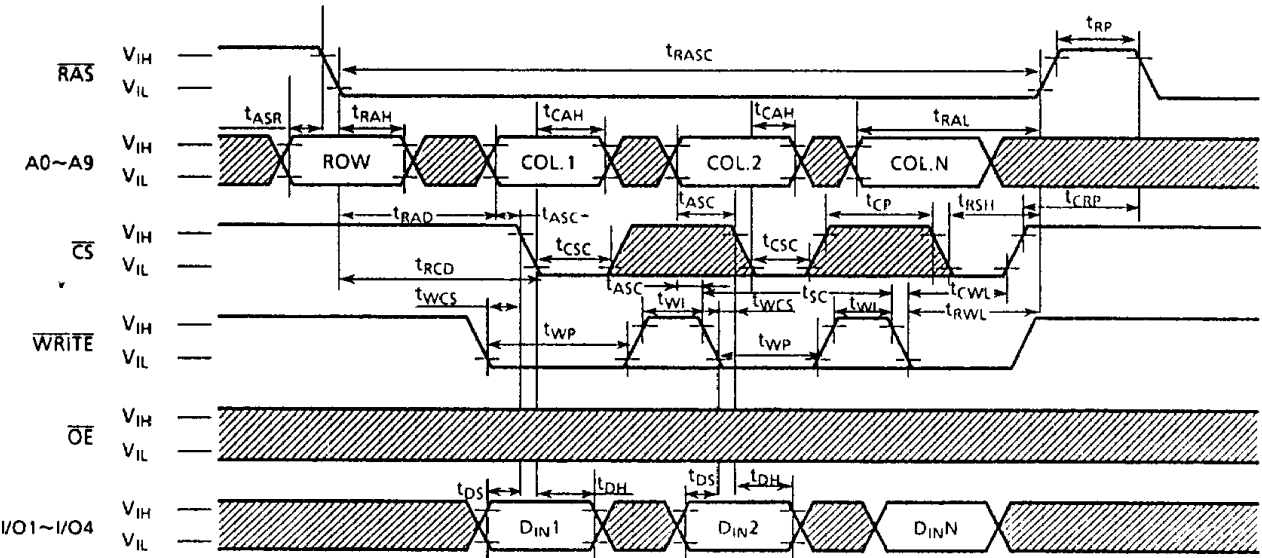 tRP
VIH
RAS
tRASC
VIL
tASR
tRAH
tCAH
tCAH
tRAL
VIH
A0~A9
ROW
COL.1
COL.2
COL.N
VIL
tRAD
tASC
tASC
tCP
tRSH
tCRP
VIH
CS
tCSC
tCSC
VIL
tRCD
tASC
tSC
tCWL
tWCS
tWI
tWCS
tWI
tRWL
VIH
WRITE
tWP
tWP
VIL
VIH
OE
VIL
tDS
tDH
tDS
tDH
VIH
I/O1~I/O4
DIN1
DIN2
DINN
VIL